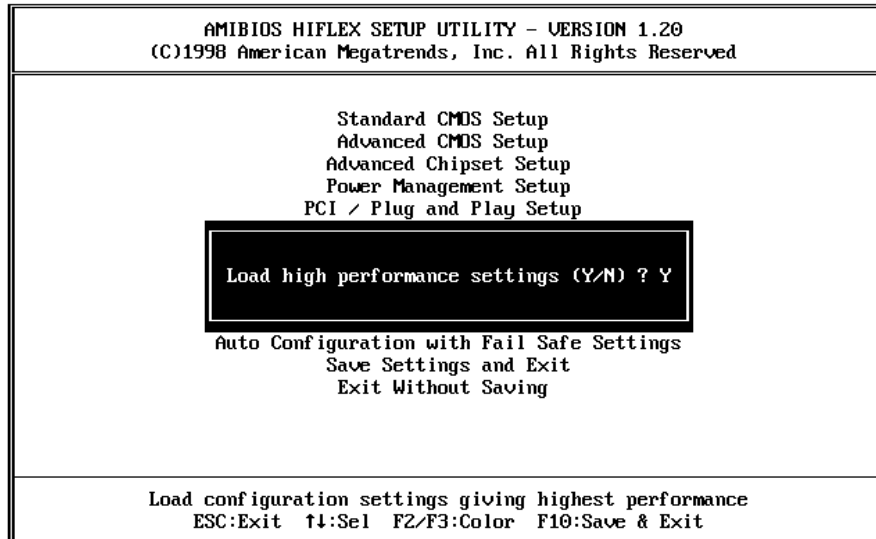 AMIBIOS HIFLEX SETUP UTILITY - VERSION 1.20
(C)1998 American Megatrends, Inc. All Rights Reserved
Standard CMOS Setup
Advanced CMOS Setup
Advanced Chipset Setup
Power Management Setup
PCI / Plug and Play Setup
Load high performance settings (Y/N) ? Y
Auto Configuration with Fail Safe Settings
Save Settings and Exit
Exit Without Saving
Load configuration settings giving highest performance
ESC:Exit ↑↓:Sel F2/F3:Color F10:Save & Exit